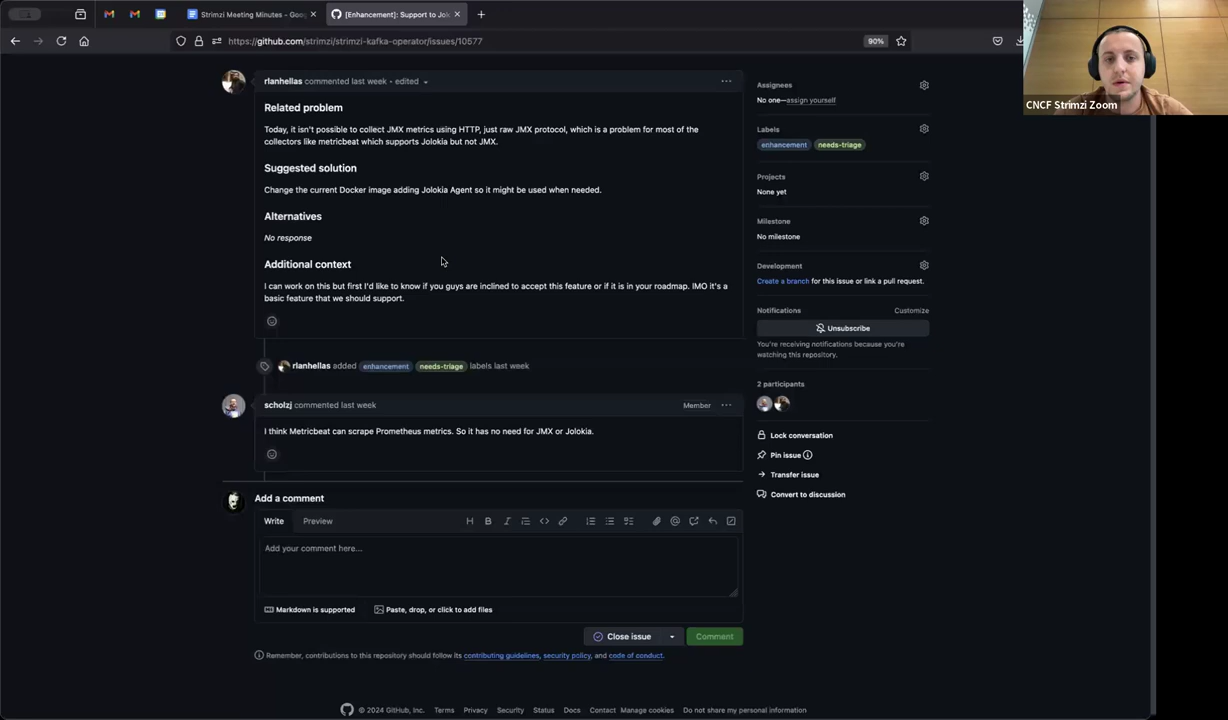 Strimzi Meeting Minutes - Goog
[Enhancement]: Support to Jolo
https://github.com/strimzi/strimzi-kafka-operator/issues/10577
90%
CNCF Strimzi Zoom
rlanhellas commented last week • edited
Related problem
Today, it isn't possible to collect JMX metrics using HTTP, just raw JMX protocol, which is a problem for most of the
collectors like metricbeat which supports Jolokia but not JMX.
Suggested solution
Change the current Docker image adding Jolokia Agent so it might be used when needed.
Alternatives
No response
Additional context
I can work on this but first I'd like to know if you guys are inclined to accept this feature or if it is in your roadmap. IMO it's a
basic feature that we should support.
rlanhellas added enhancement needs-triage labels last week
scholzj commented last week
Member
I think Metricbeat can scrape Prometheus metrics. So it has no need for JMX or Jolokia.
Add a comment
Write
Preview
Add your comment here...
Markdown is supported
Paste, drop, or click to add files
Close issue
Comment
Remember, contributions to this repository should follow its contributing guidelines, security policy, and code of conduct.
Assignees
No one—assign yourself
Labels
enhancement needs-triage
Projects
None yet
Milestone
No milestone
Development
Create a branch for this issue or link a pull request.
Notifications
Customize
Unsubscribe
You're receiving notifications because you're
watching this repository.
2 participants
Lock conversation
Pin issue
Transfer issue
Convert to discussion
© 2024 GitHub, Inc. Terms Privacy Security Status Docs Contact Manage cookies Do not share my personal information